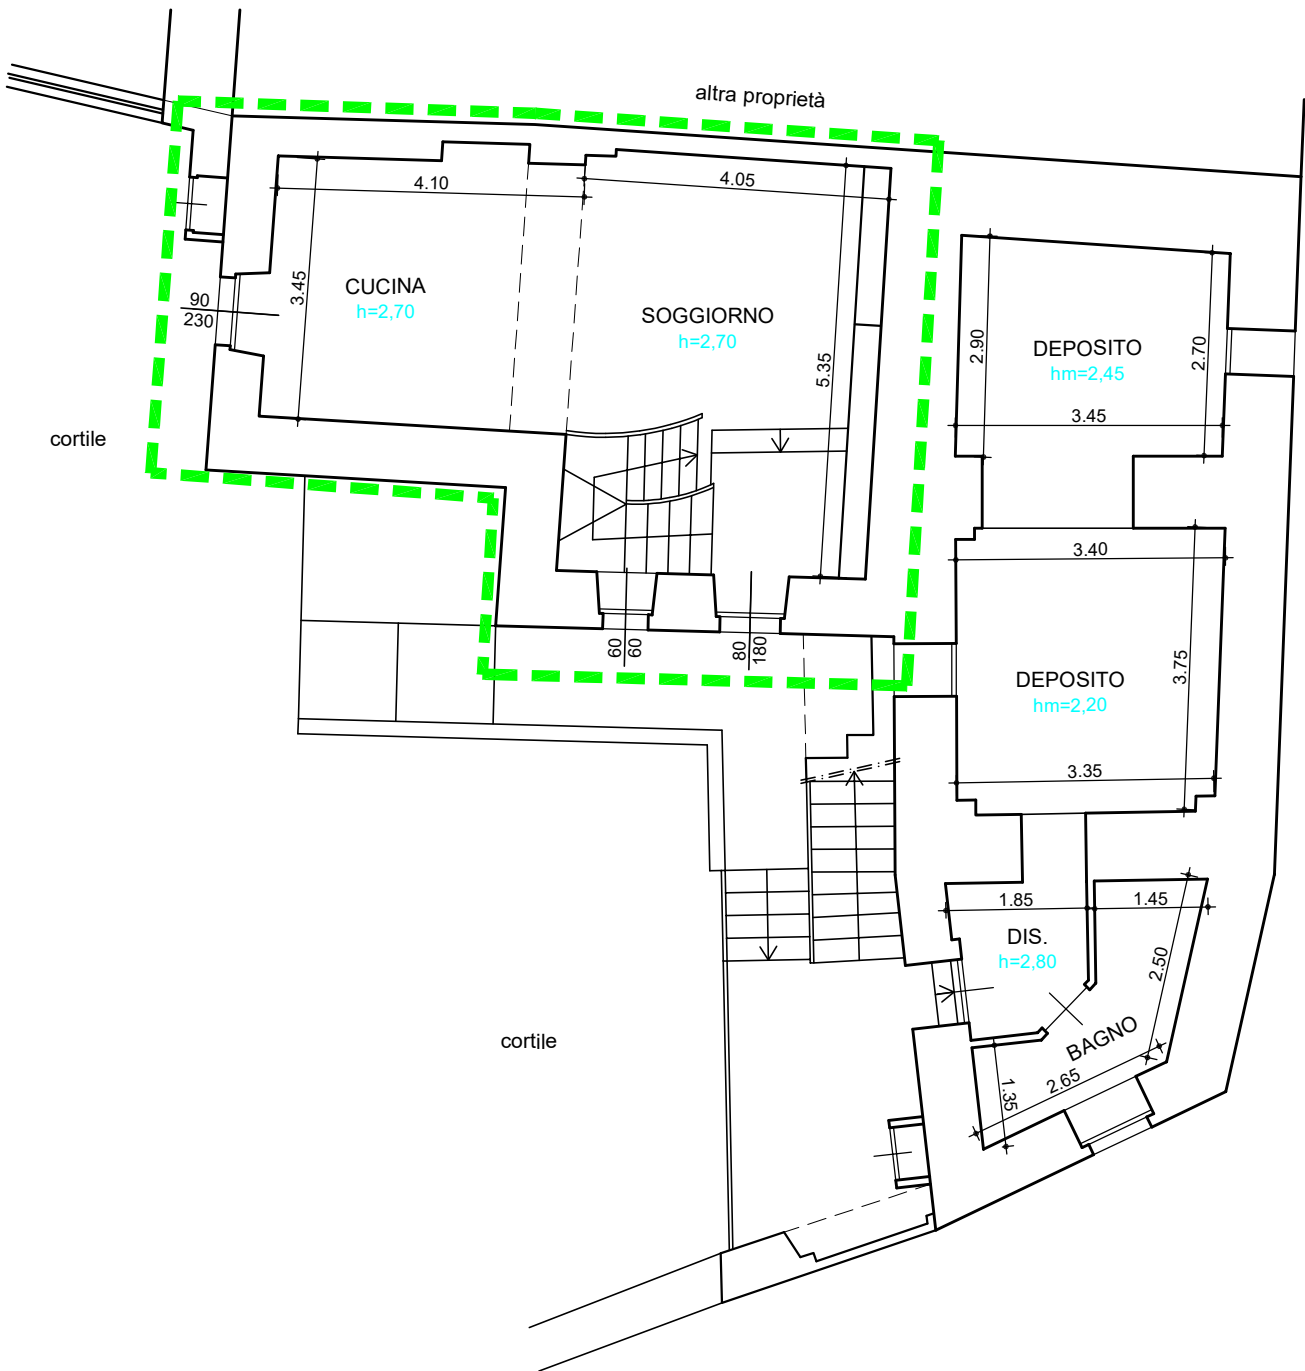 altra proprietà
4.10
4.05
3.45
CUCINA
h=2,70
90
230
SOGGIORNO
h=2,70
5.35
2.90
DEPOSITO
hm=2,45
2.70
3.45
cortile
3.40
60
60
80
180
DEPOSITO
hm=2,20
3.75
3.35
1.85
1.45
DIS.
h=2,80
2.50
cortile
BAGNO
2.65
1.35